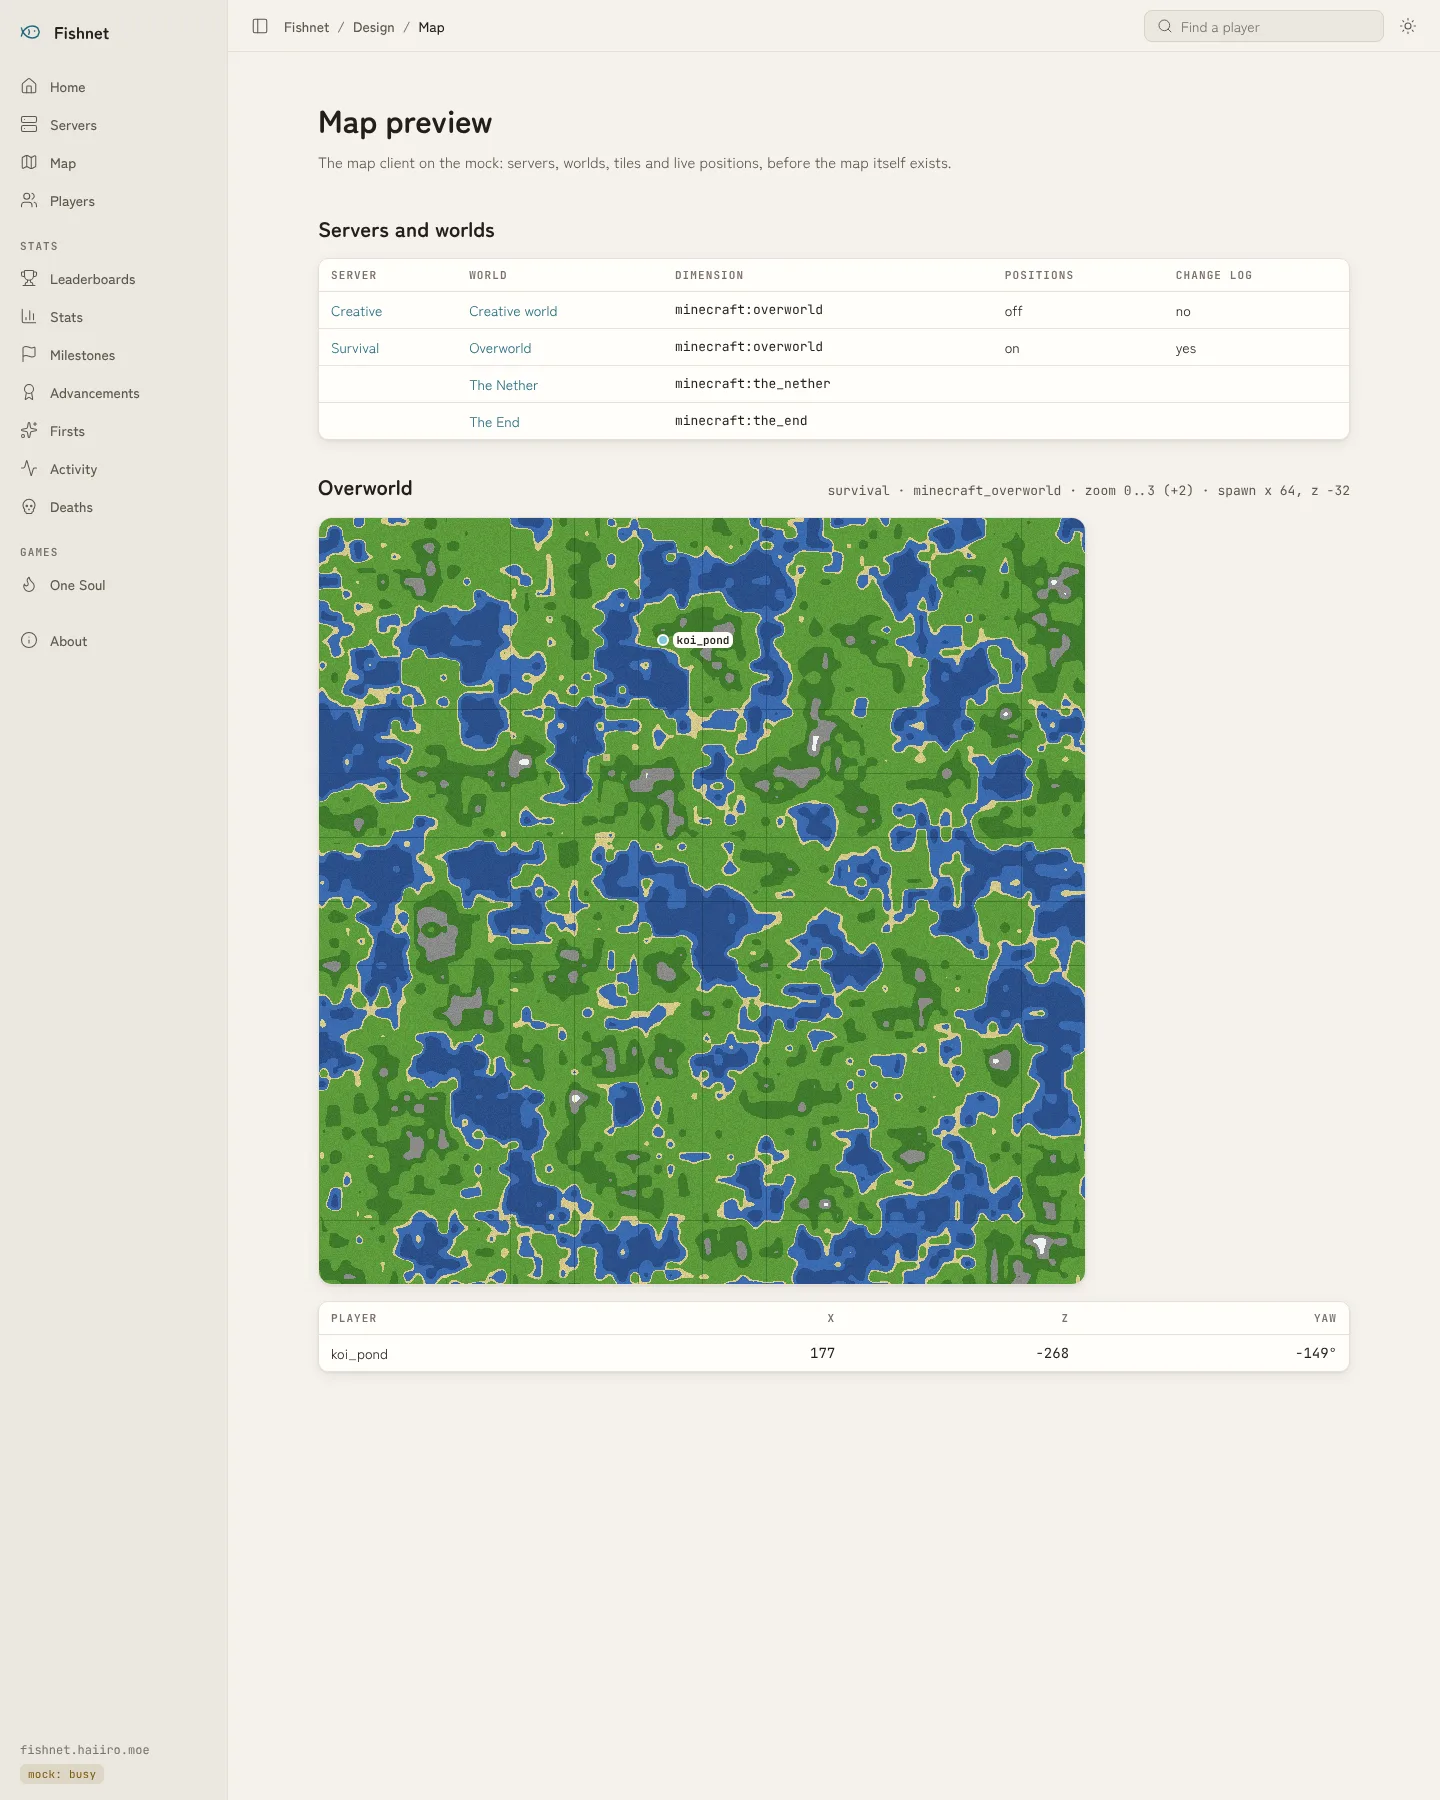 Fishnet
Home
Servers
Map
Players
STATS
Leaderboards
Stats
Milestones
Advancements
Firsts
Activity
Deaths
GAMES
One Soul
About
fishnet.haiiro.moe
mock: busy
Fishnet / Design / Map
Find a player
Map preview
The map client on the mock: servers, worlds, tiles and live positions, before the map itself exists.
Servers and worlds
SERVER WORLD DIMENSION POSITIONS CHANGE LOG
Creative Creative world minecraft:overworld off no
Survival Overworld minecraft:overworld on yes
The Nether minecraft:the_nether
The End minecraft:the_end
Overworld
survival · minecraft_overworld · zoom 0..3 (+2) · spawn x 64, z -32
koi_pond
PLAYER X Z YAW
koi_pond 177 -268 -149°